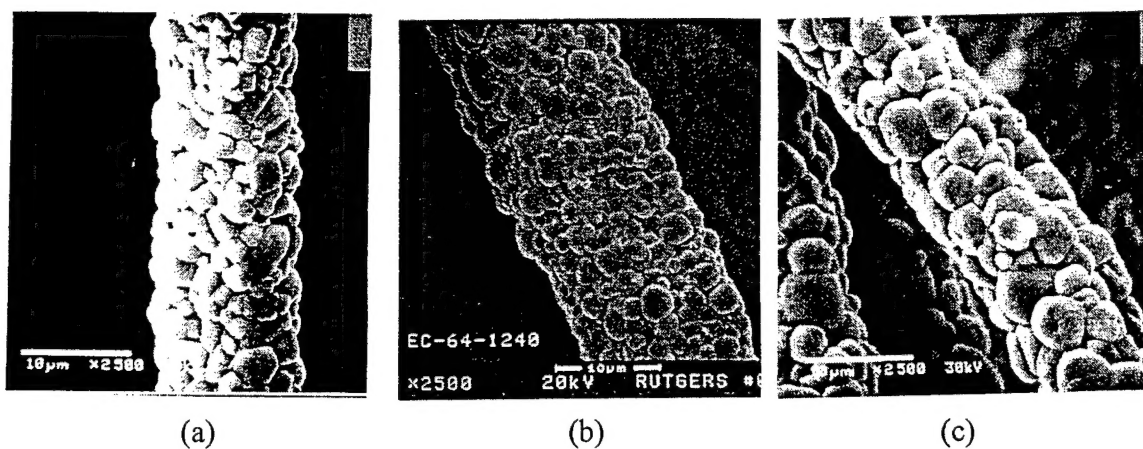 10μm ×2500
(a)
EC-64-1240
10μm
×2500 20kV RUTGERS
(b)
×2500 30kV
(c)